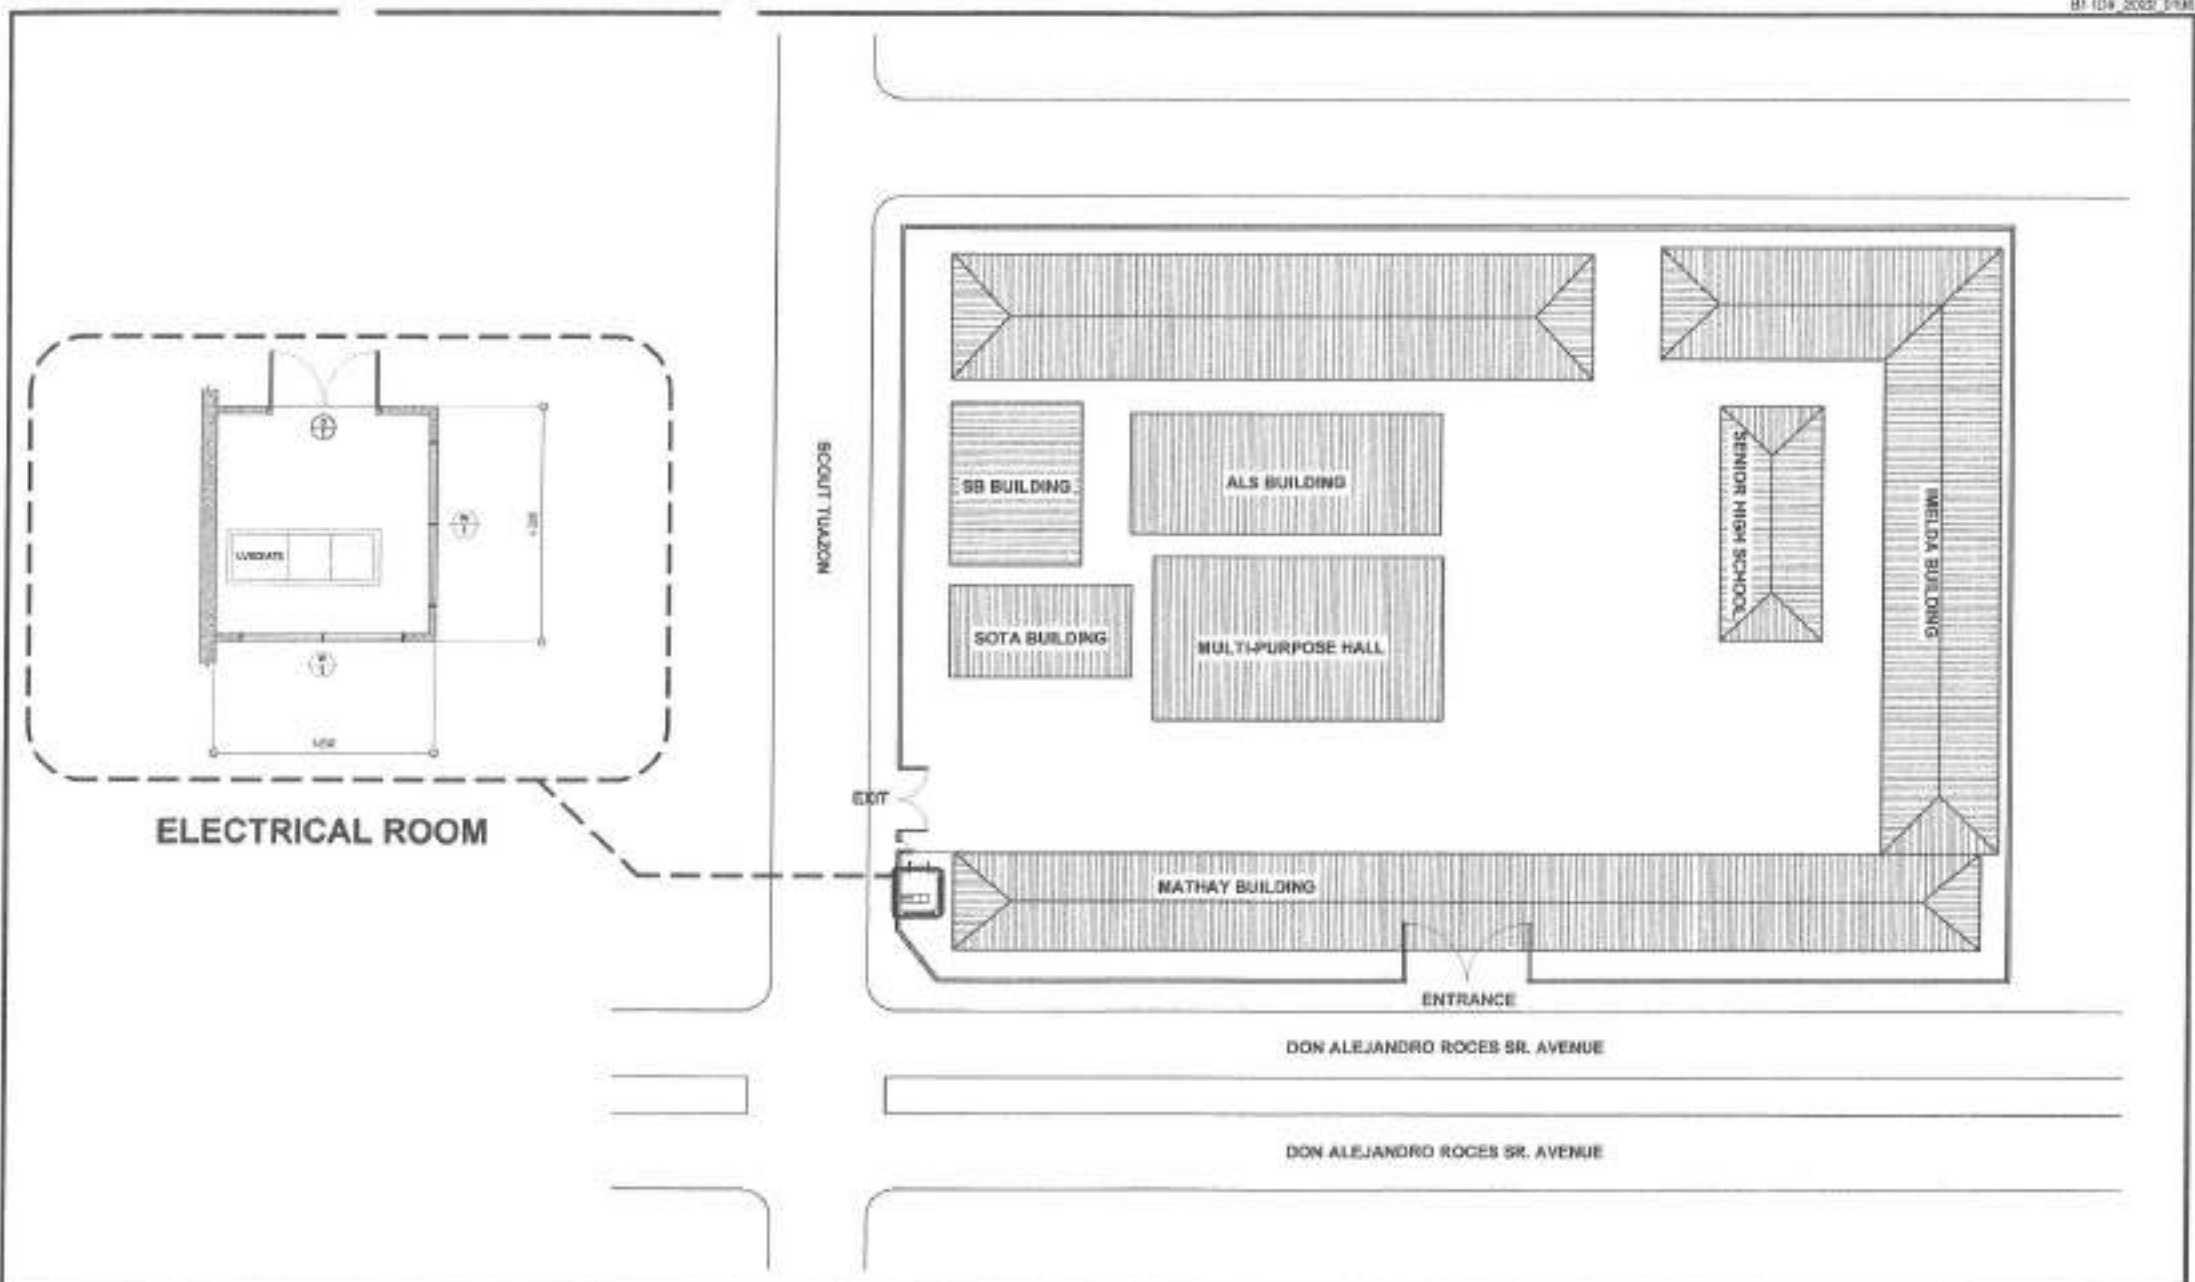 SCOUT TUAZON
SB BUILDING
ALS BUILDING
SENIOR HIGH SCHOOL
IMELDA BUILDING
SOTA BUILDING
MULTI-PURPOSE HALL
EXIT
ELECTRICAL ROOM
MATHAY BUILDING
ENTRANCE
DON ALEJANDRO ROCES SR. AVENUE
DON ALEJANDRO ROCES SR. AVENUE